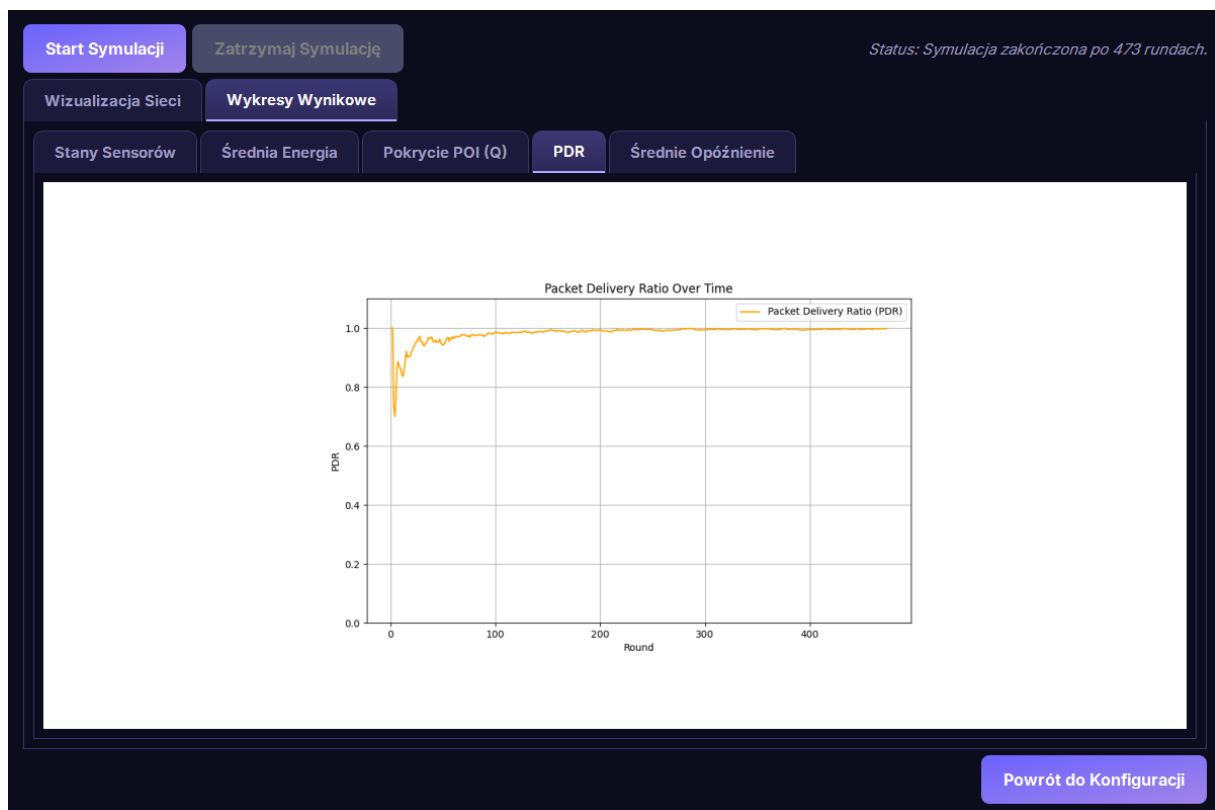 Start Symulacji
Zatrzymaj Symulację
Status: Symulacja zakończona po 473 rundach.
Wizualizacja Sieci
Wykresy Wynikowe
Stany Sensorów
Średnia Energia
Pokrycie POI (Q)
PDR
Średnie Opóźnienie
Packet Delivery Ratio Over Time
Packet Delivery Ratio (PDR)
1.0
0.8
0.6
0.4
0.2
0.0
PDR
0
100
200
300
400
Round
Powrót do Konfiguracji